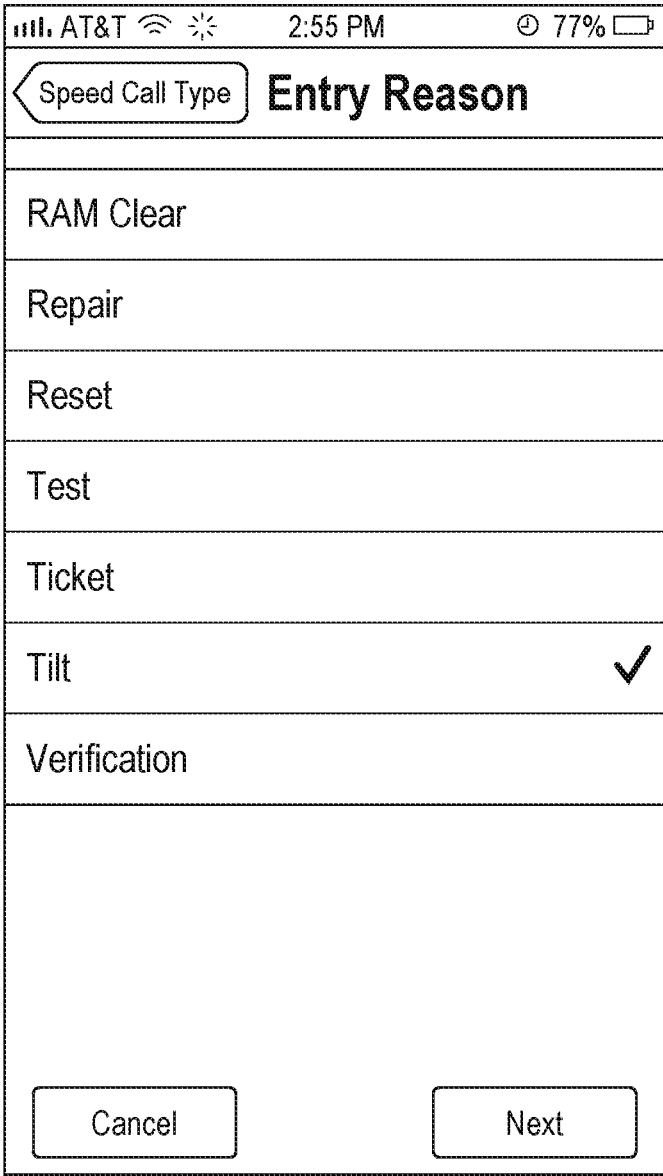 AT&T 2:55 PM 77%
Speed Call Type Entry Reason
RAM Clear
Repair
Reset
Test
Ticket
Tilt
Verification
Cancel Next